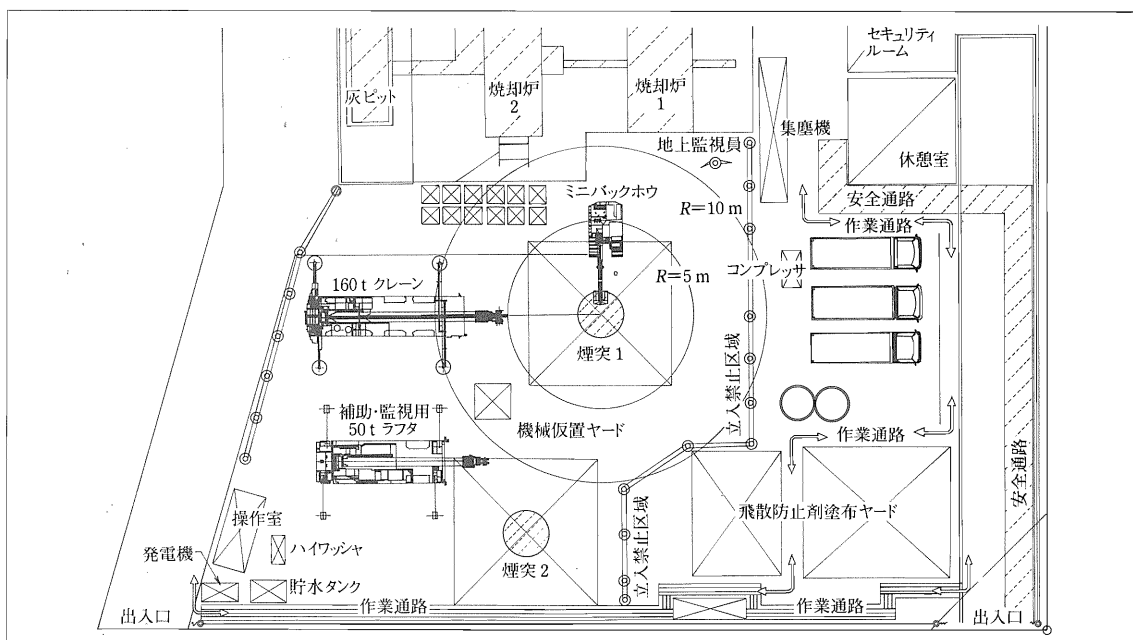 セキュリティ
ルーム
灰ピット
焼却炉
2
焼却炉
1
集塵機
地上監視員
休憩室
ミニバックホウ
R=10 m
安全通路
作業通路
R=5 m
コンプレッサ
160t クレーン
煙突1
立入禁止区域
補助・監視用
50t ラフタ
機械仮置ヤード
作業通路
安全通路
飛散防止剤塗布ヤード
操作室
ハイウォッシャ
発電機
煙突2
立入禁止区域
貯水タンク
出入口
作業通路
作業通路
出入口